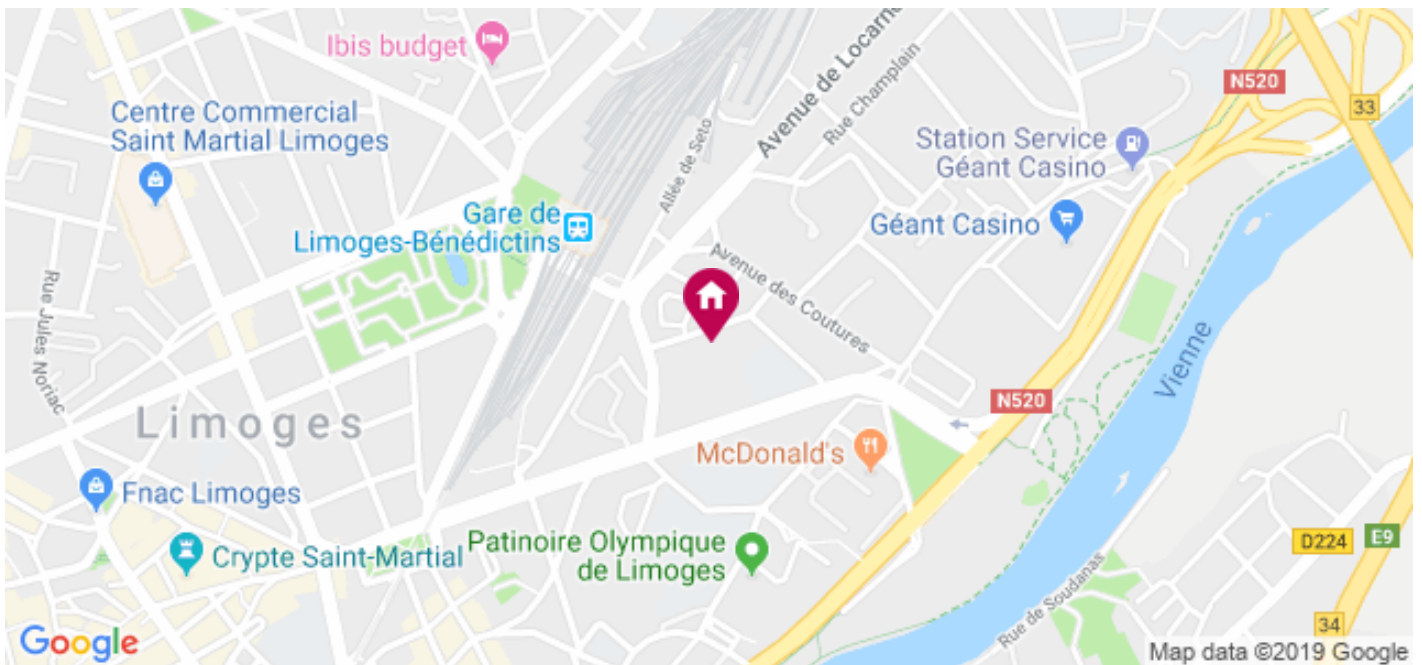 Ibis budget
Avenue de Locarno
Rue Champlain
N520
33
Centre Commercial
Saint Martial Limoges
Allée de Seto
Station Service
Géant Casino
Gare de
Limoges-Bénédictins
Géant Casino
Avenue des Coutures
Rue Jules Noriac
Vienne
Limoges
N520
McDonald's
Fnac Limoges
Crypte Saint-Martial
Patinoire Olympique
de Limoges
D224
E9
Rue de Soudanas
34
Google
Map data ©2019 Google